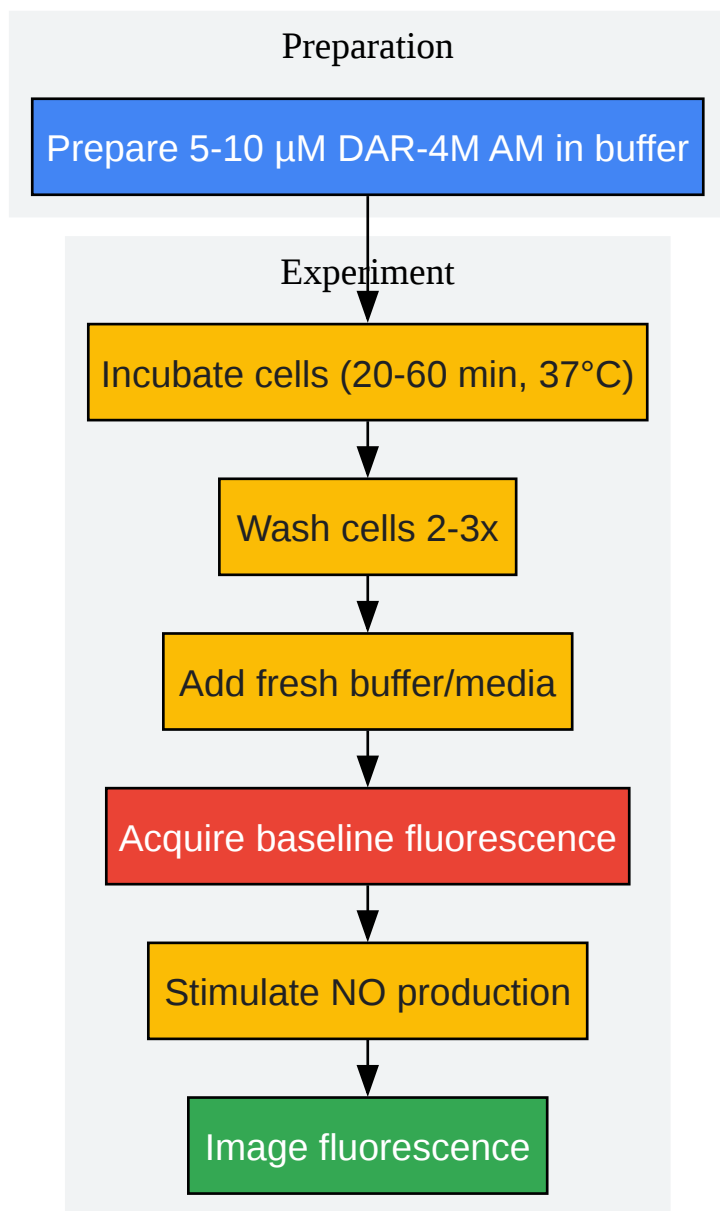 Preparation
Prepare 5-10 µM DAR-4M AM in buffer
Experiment
Incubate cells (20-60 min, 37°C)
Wash cells 2-3x
Add fresh buffer/media
Acquire baseline fluorescence
Stimulate NO production
Image fluorescence